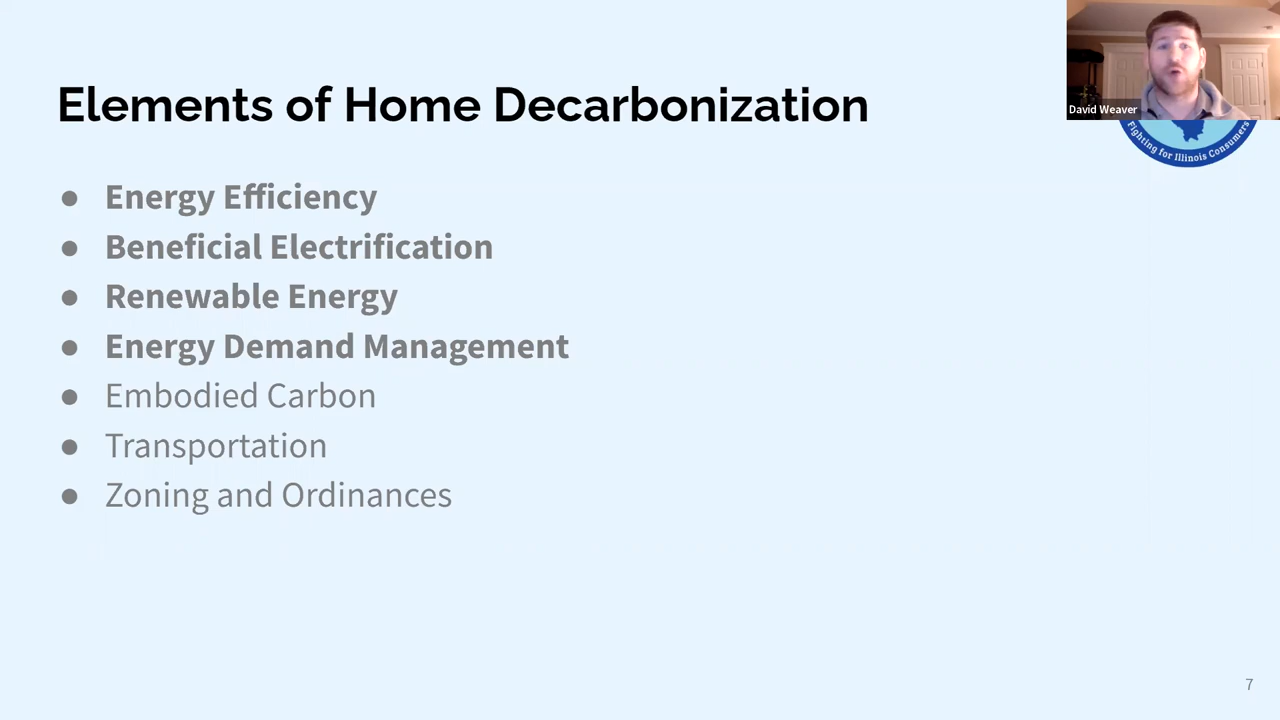 David Weaver
Fighting for Illinois Consumers
Elements of Home Decarbonization
● Energy Efficiency
● Beneficial Electrification
● Renewable Energy
● Energy Demand Management
● Embodied Carbon
● Transportation
● Zoning and Ordinances
7